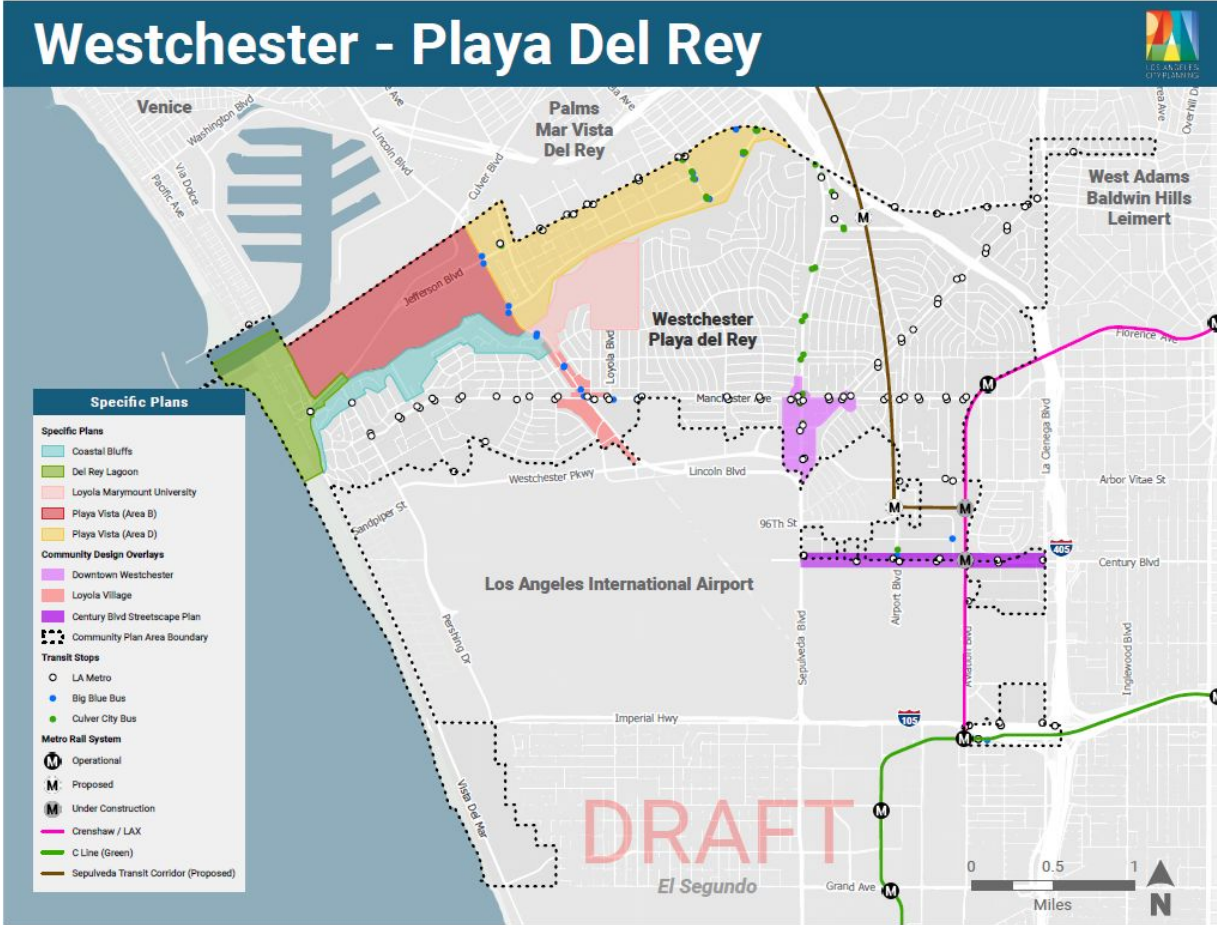 Westchester - Playa Del Rey
LOS ANGELES
CITY PLANNING
Venice
Washington Blvd
Via Dolce
Pacific Ave
Lincoln Blvd
Culver Blvd
Palms
Mar Vista
Del Rey
Overhill Dr
West Adams
Baldwin Hills
Leimert
Jefferson Blvd
Westchester
Playa del Rey
Loyola Blvd
Florence Ave
Manchester Ave
La Cienega Blvd
Westchester Pkwy
Lincoln Blvd
Arbor Vitae St
Sandpiper St
96Th St
405
Los Angeles International Airport
Airport Blvd
Century Blvd
Pershing Dr
Sepulveda Blvd
Aviation Blvd
Inglewood Blvd
Imperial Hwy
105
Vista Del Mar
DRAFT
El Segundo
Grand Ave
M
M
M
M
M
M
M
M
M
M
M
Specific Plans
Specific Plans
Coastal Bluffs
Del Rey Lagoon
Loyola Marymount University
Playa Vista (Area B)
Playa Vista (Area D)
Community Design Overlays
Downtown Westchester
Loyola Village
Century Blvd Streetscape Plan
Community Plan Area Boundary
Transit Stops
LA Metro
Big Blue Bus
Culver City Bus
Metro Rail System
M Operational
M Proposed
M Under Construction
Crenshaw / LAX
C Line (Green)
Sepulveda Transit Corridor (Proposed)
0 0.5 1
Miles
N